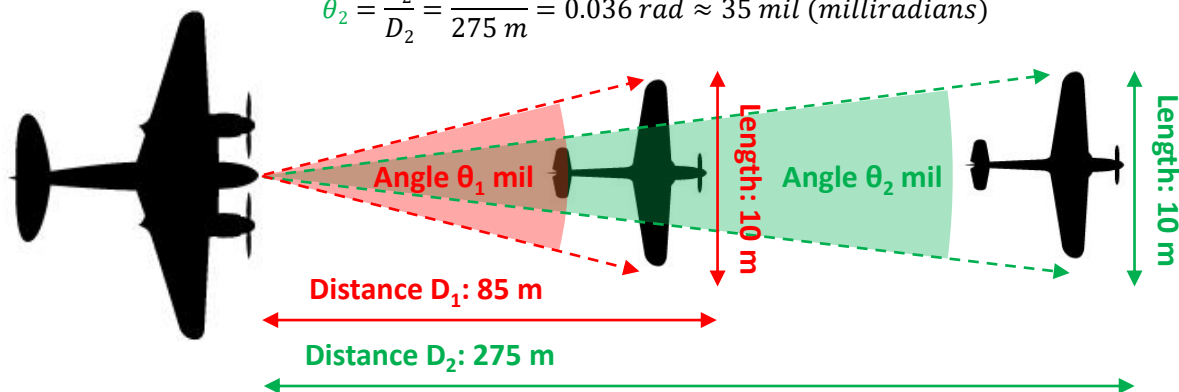 θ₂ = — / D₂ = — / 275 m = 0.036 rad ≈ 35 mil (milliradians)
Length: 10 m
Length: 10 m
Angle θ₁ mil
Angle θ₂ mil
Distance D₁: 85 m
Distance D₂: 275 m